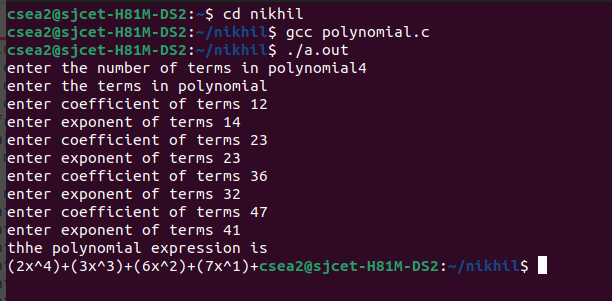 csea2@sjcet-H81M-DS2:~$ cd nikhil
csea2@sjcet-H81M-DS2:~/nikhil$ gcc polynomial.c
csea2@sjcet-H81M-DS2:~/nikhil$ ./a.out
enter the number of terms in polynomial4
enter the terms in polynomial
enter coefficient of terms 12
enter exponent of terms 14
enter coefficient of terms 23
enter exponent of terms 23
enter coefficient of terms 36
enter exponent of terms 32
enter coefficient of terms 47
enter exponent of terms 41
thhe polynomial expression is
(2x^4)+(3x^3)+(6x^2)+(7x^1)+csea2@sjcet-H81M-DS2:~/nikhil$